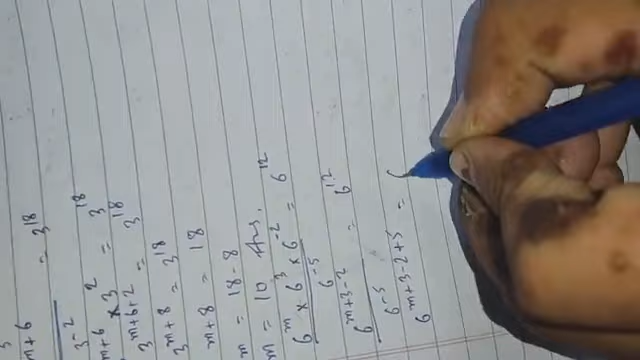 3
m+6 = 3^18
3^-2
m+6 × 3^2 = 3^18
3^m+6+2 = 3^18
3^m+8 = 3^18
m+8 = 18
m = 18-8
m = 10 Ans.
6^m × 6^3 × 6^-2 = 6^12
6^-5
6^m+3-2 = 6^12
6^-5
6^m+3-2+5 =